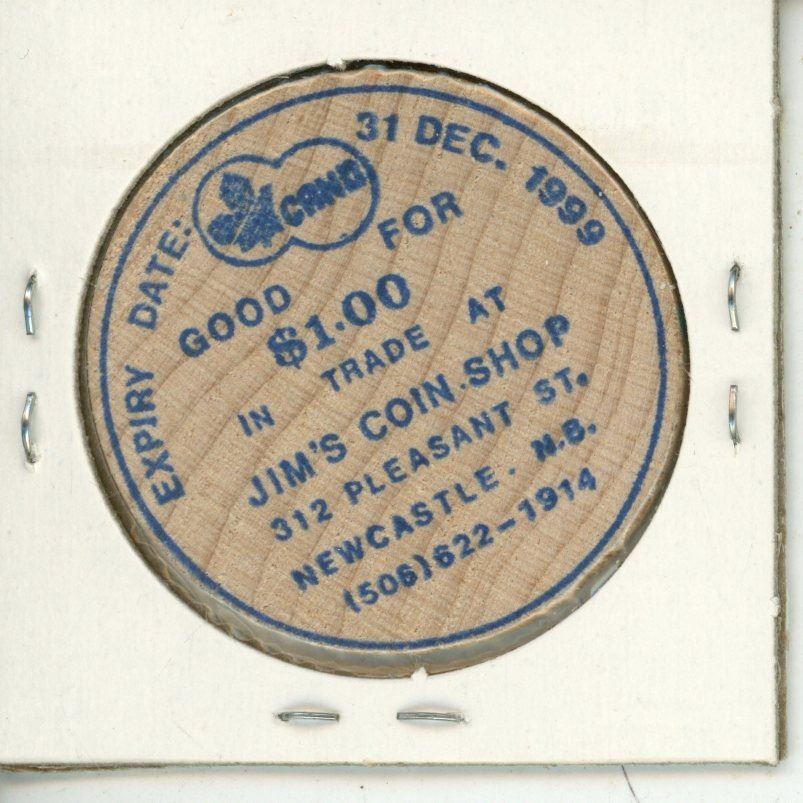 EXPIRY DATE: 31 DEC. 1999
GOOD FOR
$1.00
IN TRADE AT
JIM'S COIN.SHOP
312 PLEASANT ST.
NEWCASTLE. N.B.
(506)622-1914